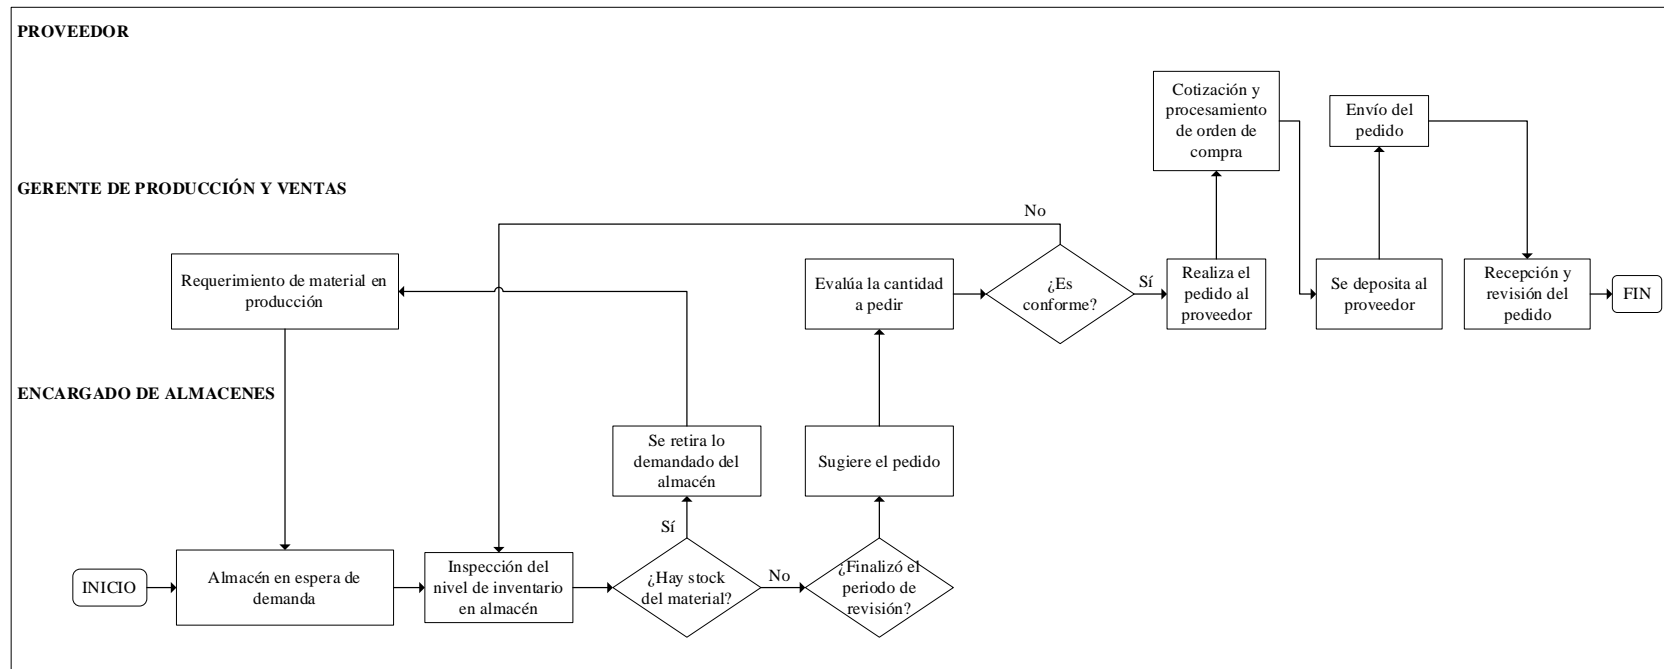 PROVEEDOR
Cotización y
procesamiento
de orden de
compra
Envío del
pedido
GERENTE DE PRODUCCIÓN Y VENTAS
No
Requerimiento de material en
producción
Evalúa la cantidad
a pedir
¿Es
conforme?
Sí
Realiza el
pedido al
proveedor
Se deposita al
proveedor
Recepción y
revisión del
pedido
FIN
ENCARGADO DE ALMACENES
Se retira lo
demandado del
almacén
Sugiere el pedido
Sí
INICIO
Almacén en espera de
demanda
Inspección del
nivel de inventario
en almacén
¿Hay stock
del material?
No
¿Finalizó el
periodo de
revisión?